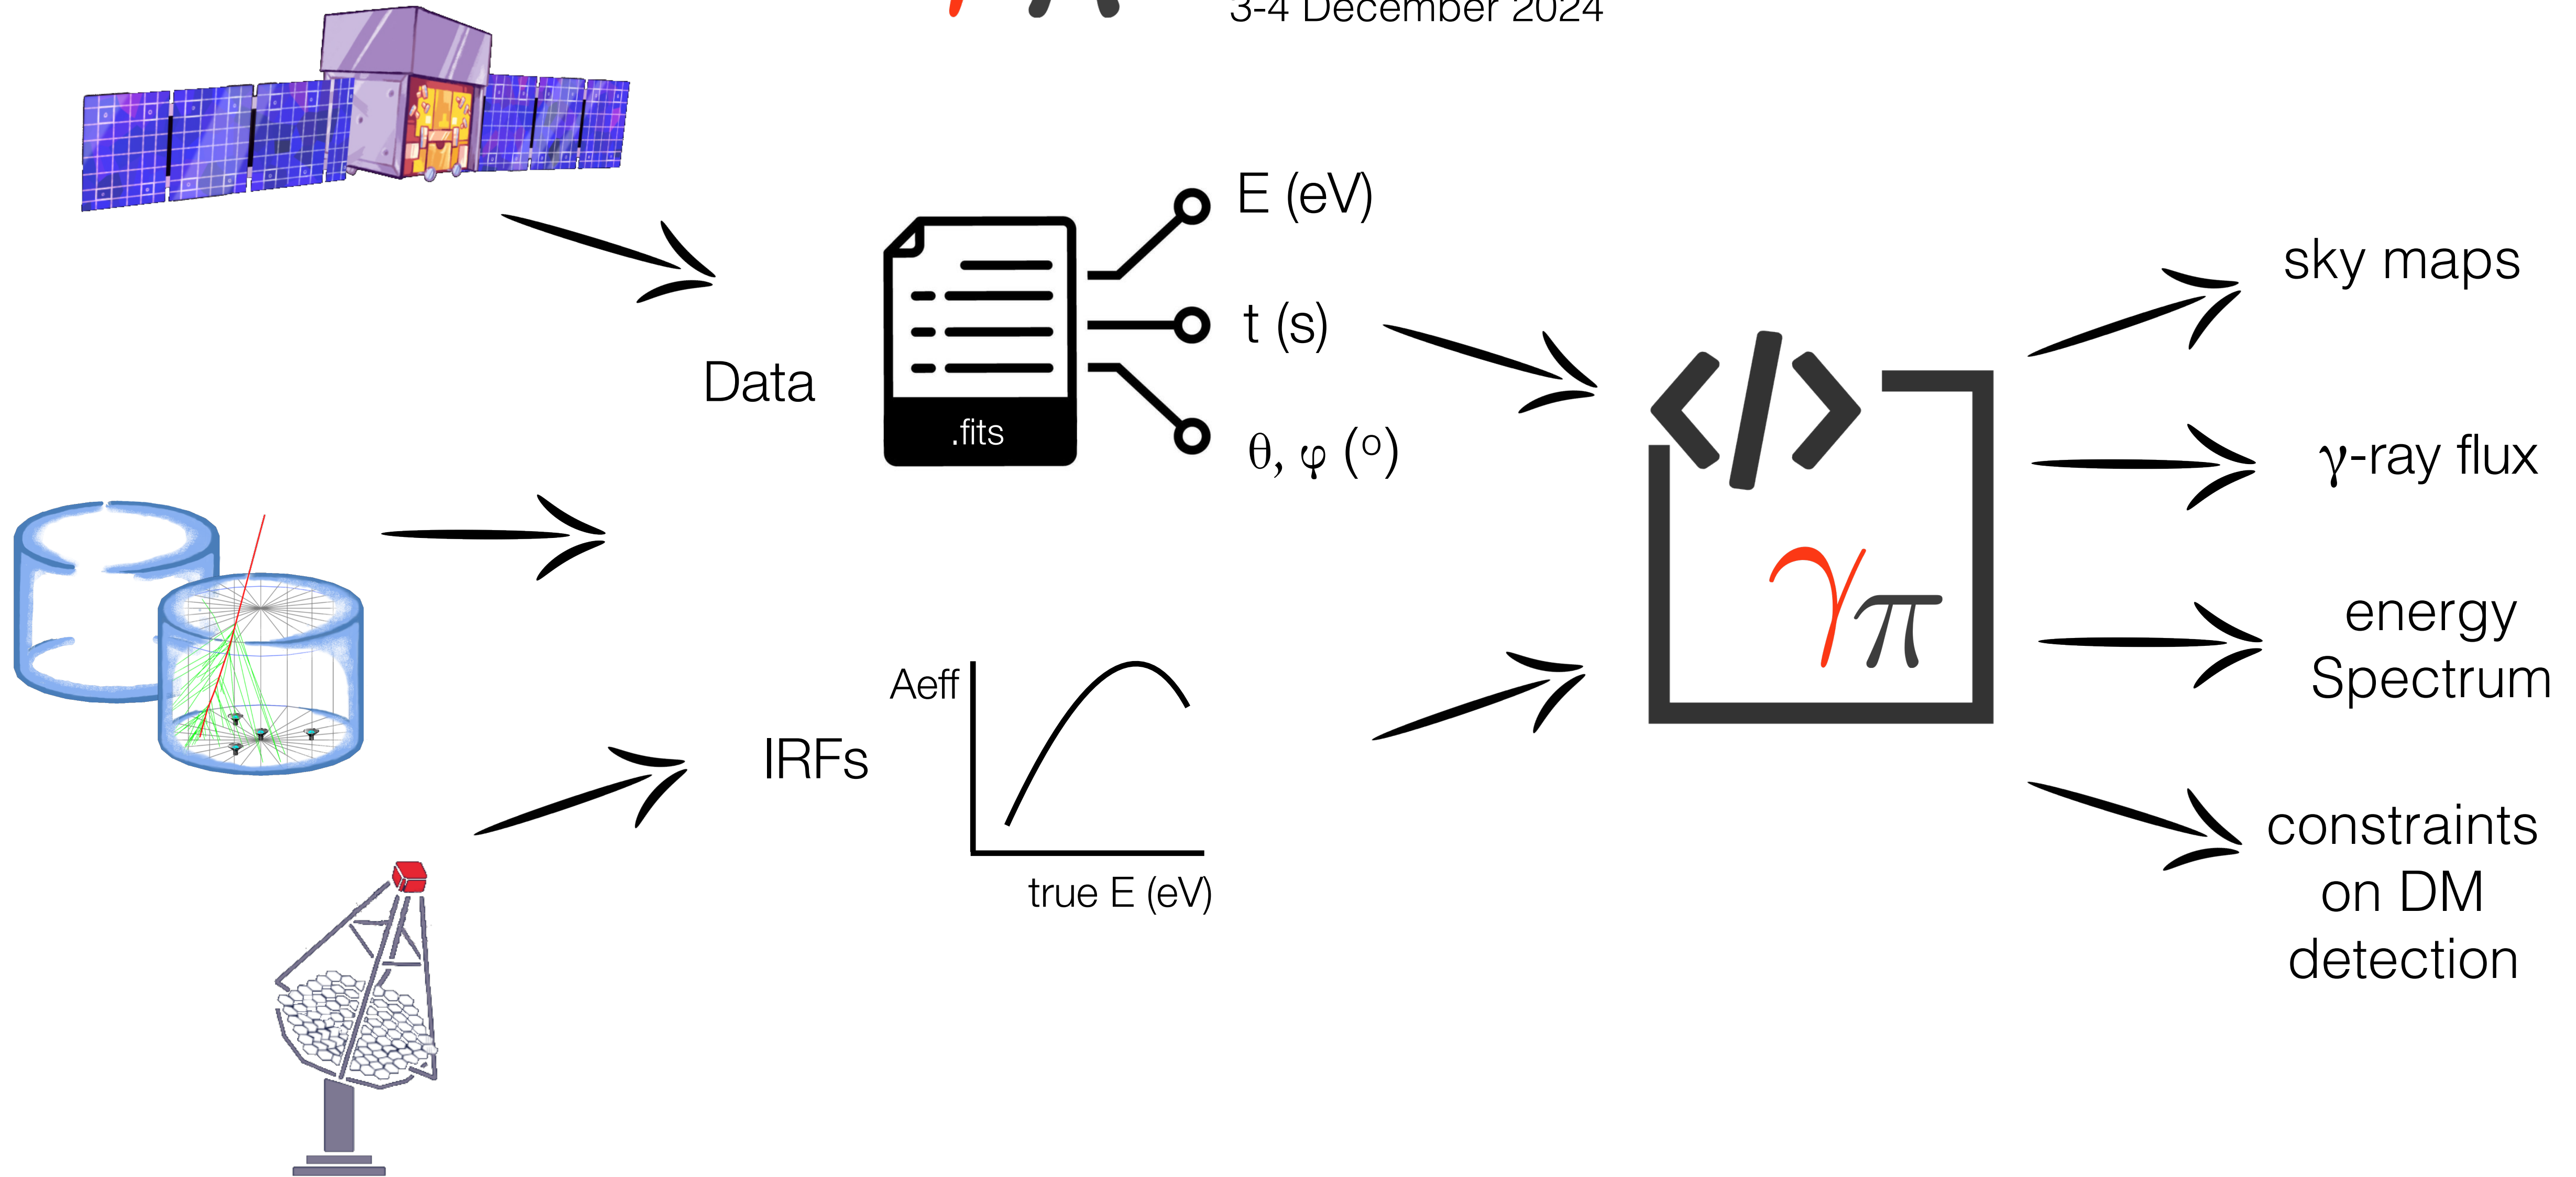 3-4 December 2024
E (eV)
t (s)
θ, φ (°)
Data
.fits
</>
γπ
IRFs
Aeff
true E (eV)
sky maps
γ-ray flux
energy
Spectrum
constraints
on DM
detection